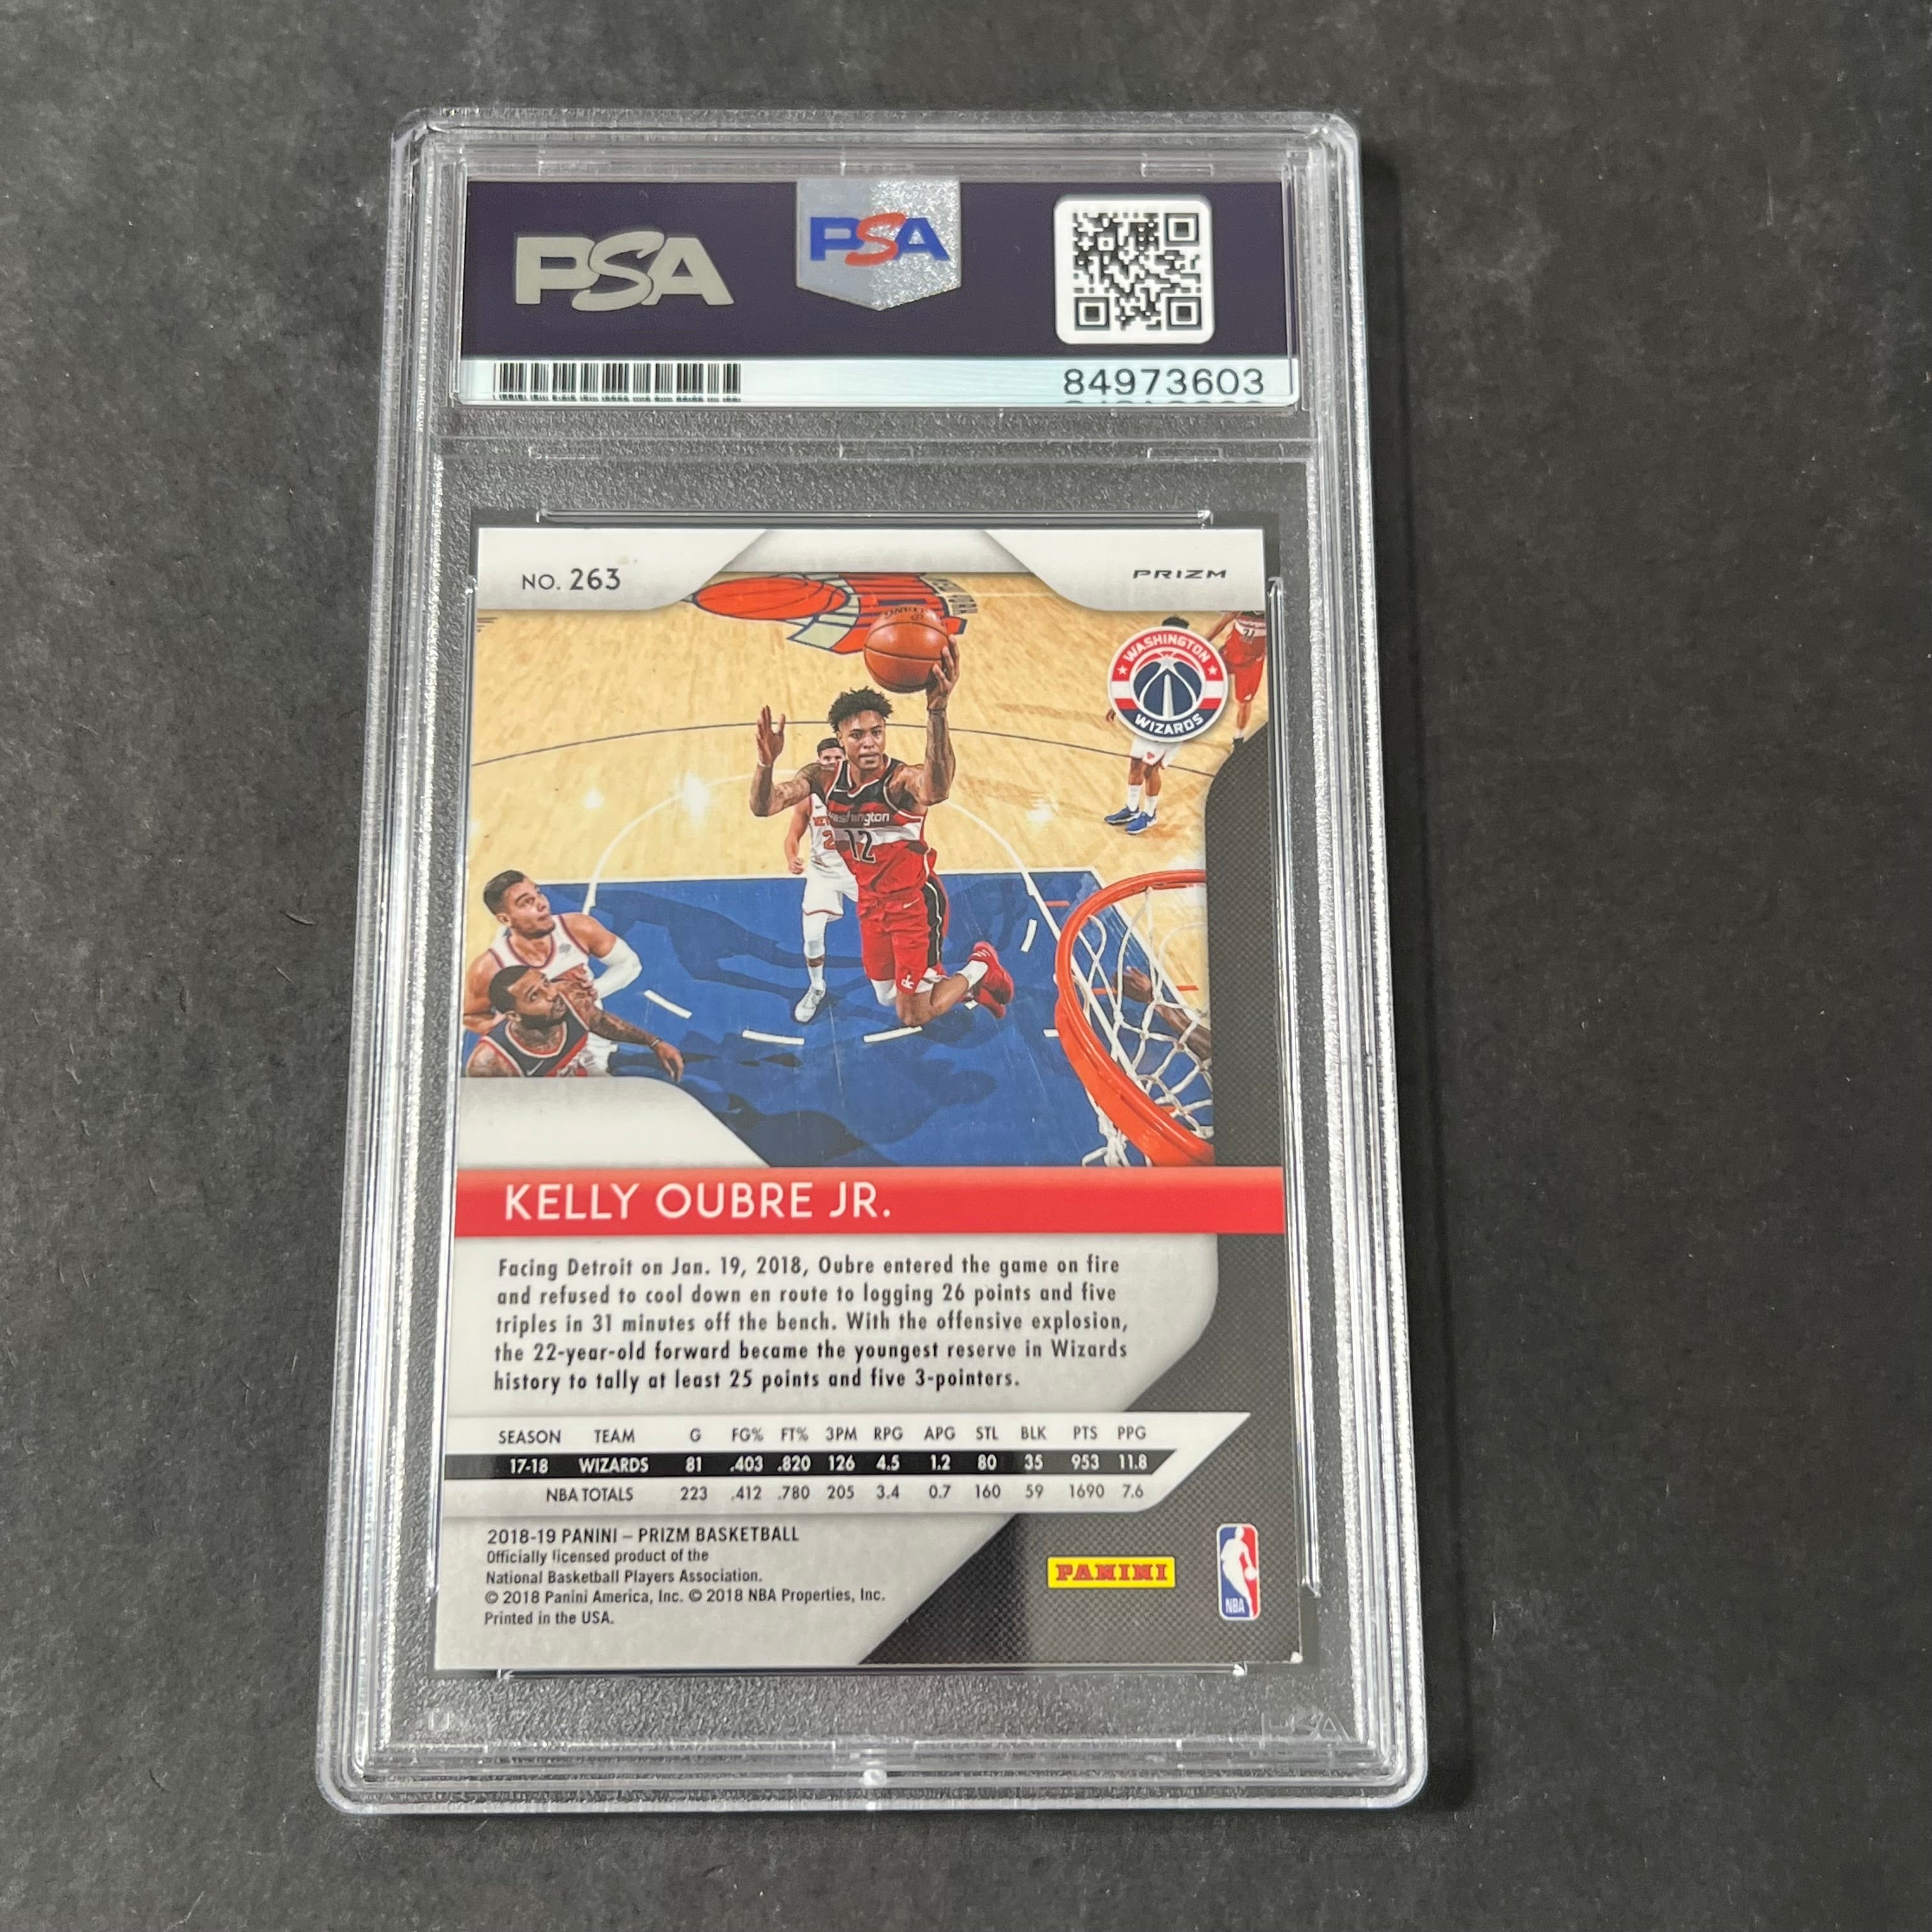 PSA
PSA
84973603
NO. 263
PRIZM
NEW YORK
WASHINGTON
WIZARDS
Washington
12
KELLY OUBRE JR.
Facing Detroit on Jan. 19, 2018, Oubre entered the game on fire
and refused to cool down en route to logging 26 points and five
triples in 31 minutes off the bench. With the offensive explosion,
the 22-year-old forward became the youngest reserve in Wizards
history to tally at least 25 points and five 3-pointers.
SEASON TEAM G FG% FT% 3PM RPG APG STL BLK PTS PPG
17-18 WIZARDS 81 .403 .820 126 4.5 1.2 80 35 953 11.8
NBA TOTALS 223 .412 .780 205 3.4 0.7 160 59 1690 7.6
2018-19 PANINI – PRIZM BASKETBALL
Officially licensed product of the
National Basketball Players Association.
© 2018 Panini America, Inc. © 2018 NBA Properties, Inc.
Printed in the USA.
PANINI
NBA
PSA